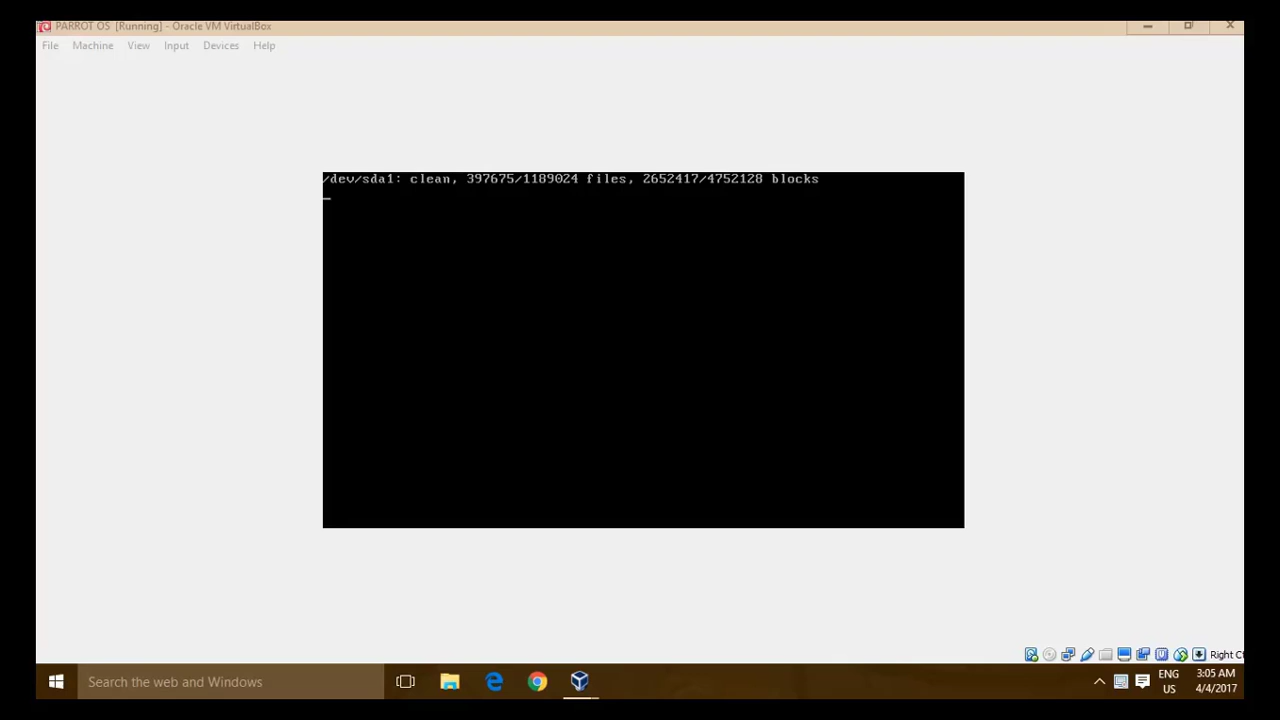 PARROT OS [Running] - Oracle VM VirtualBox
File Machine View Input Devices Help
/dev/sda1: clean, 397675/1189024 files, 2652417/4752128 blocks
Right Ct
Search the web and Windows
ENG
US
3:05 AM
4/4/2017